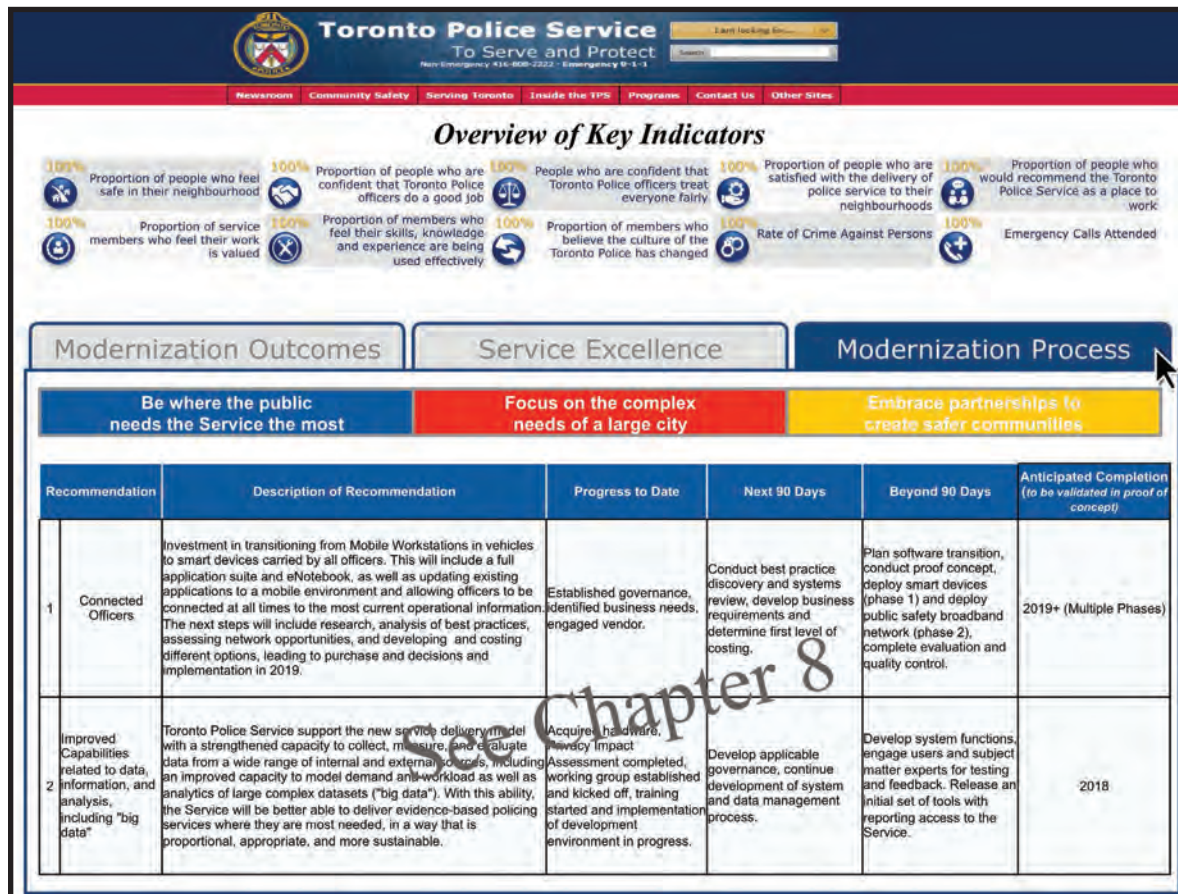 Toronto Police Service
To Serve and Protect
Non-Emergency 416-808-2222 - Emergency 9-1-1
I am looking for...
Search
Newsroom Community Safety Serving Toronto Inside the TPS Programs Contact Us Other Sites
Overview of Key Indicators
100%
Proportion of people who feel
safe in their neighbourhood
100%
Proportion of people who are
confident that Toronto Police
officers do a good job
100%
People who are confident that
Toronto Police officers treat
everyone fairly
100%
Proportion of people who are
satisfied with the delivery of
police service to their
neighbourhoods
100%
Proportion of people who
would recommend the Toronto
Police Service as a place to
work
100%
Proportion of service
members who feel their work
is valued
100%
Proportion of members who
feel their skills, knowledge
and experience are being
used effectively
100%
Proportion of members who
believe the culture of the
Toronto Police has changed
100%
Rate of Crime Against Persons
100%
Emergency Calls Attended
Modernization Outcomes
Service Excellence
Modernization Process
Be where the public
needs the Service the most
Focus on the complex
needs of a large city
Embrace partnerships to
create safer communities
Recommendation
Description of Recommendation
Progress to Date
Next 90 Days
Beyond 90 Days
Anticipated Completion
(to be validated in proof of
concept)
1
Connected
Officers
Investment in transitioning from Mobile Workstations in vehicles
to smart devices carried by all officers. This will include a full
application suite and eNotebook, as well as updating existing
applications to a mobile environment and allowing officers to be
connected at all times to the most current operational information.
The next steps will include research, analysis of best practices,
assessing network opportunities, and developing and costing
different options, leading to purchase and decisions and
implementation in 2019.
Established governance,
identified business needs,
engaged vendor.
Conduct best practice
discovery and systems
review, develop business
requirements and
determine first level of
costing.
Plan software transition,
conduct proof concept,
deploy smart devices
(phase 1) and deploy
public safety broadband
network (phase 2),
complete evaluation and
quality control.
2019+ (Multiple Phases)
2
Improved
Capabilities
related to data,
information, and
analysis,
including "big
data"
Toronto Police Service support the new service delivery model
with a strengthened capacity to collect, measure, and evaluate
data from a wide range of internal and external sources, including
an improved capacity to model demand and workload as well as
analytics of large complex datasets ("big data"). With this ability,
the Service will be better able to deliver evidence-based policing
services where they are most needed, in a way that is
proportional, appropriate, and more sustainable.
Acquired hardware,
Privacy Impact
Assessment completed,
working group established
and kicked off, training
started and implementation
of development
environment in progress.
Develop applicable
governance, continue
development of system
and data management
process.
Develop system functions,
engage users and subject
matter experts for testing
and feedback. Release an
initial set of tools with
reporting access to the
Service.
2018
See Chapter 8